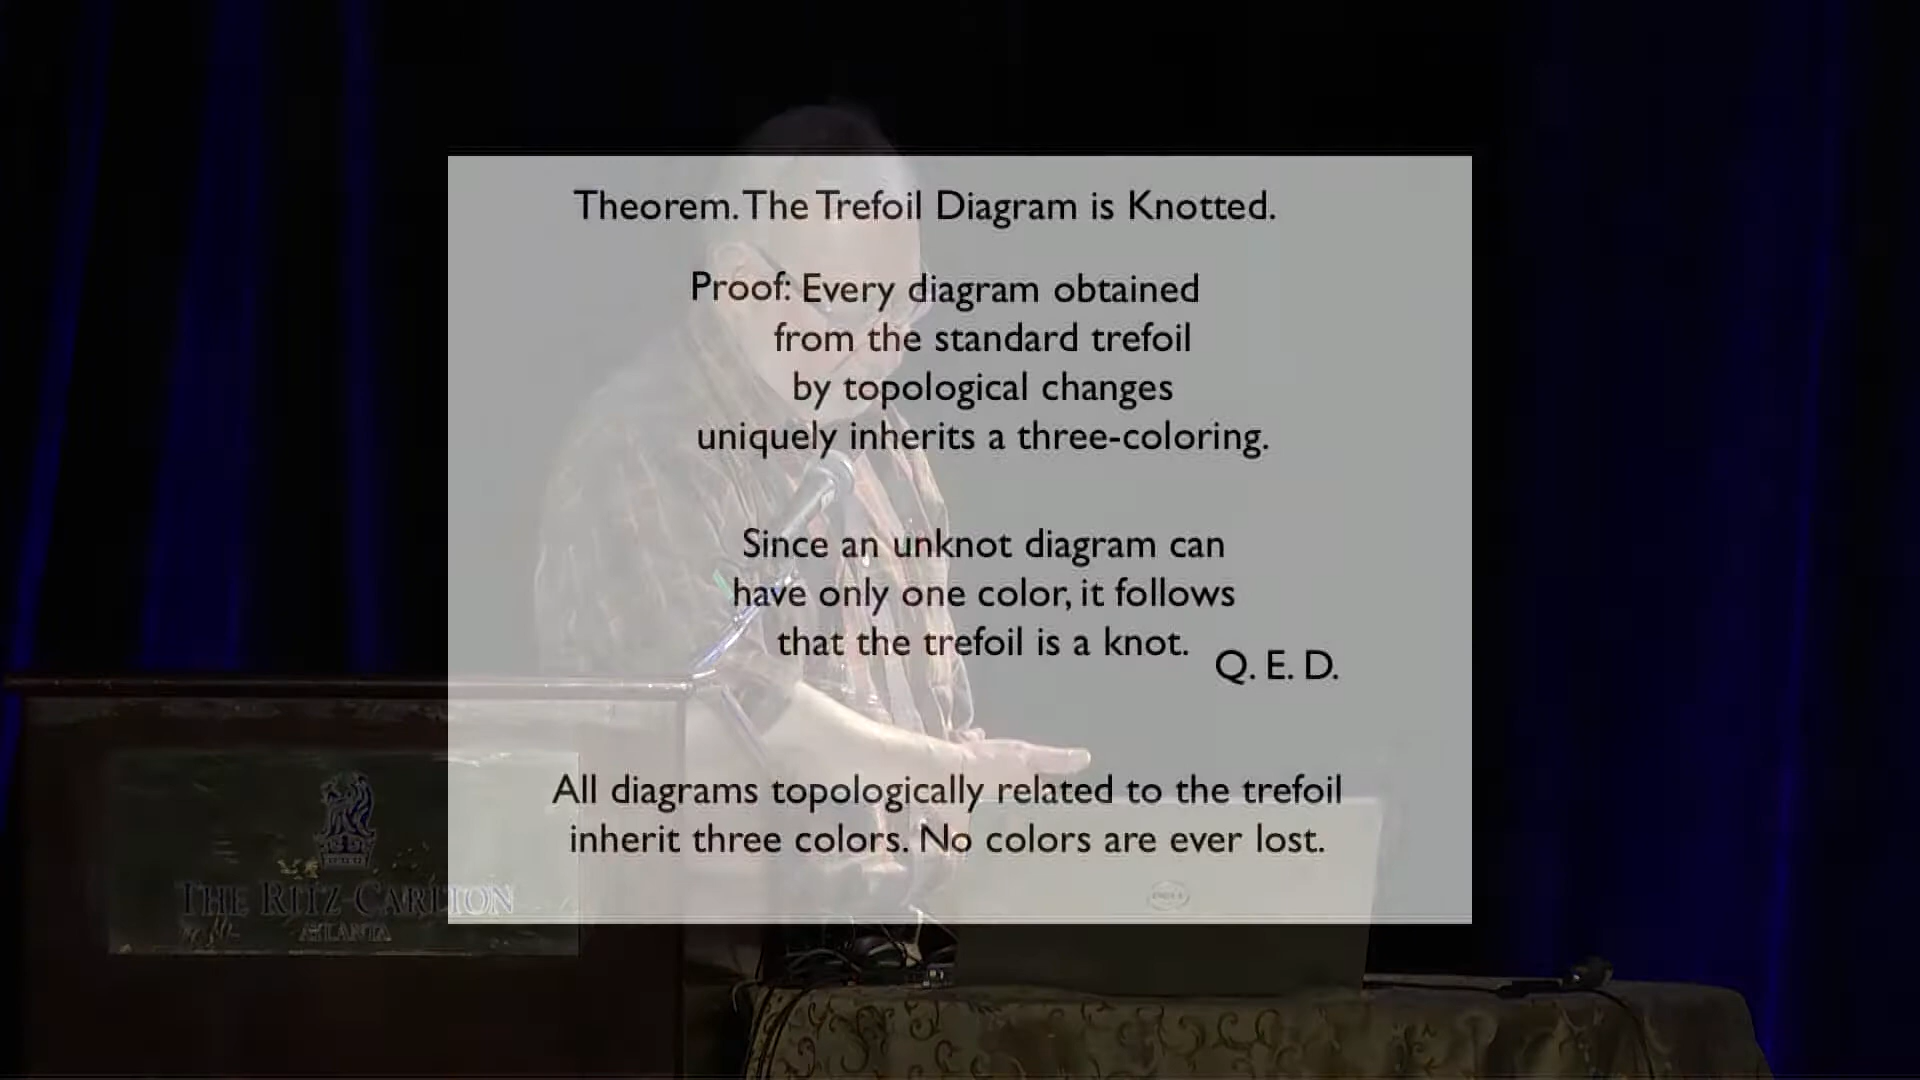 Theorem. The Trefoil Diagram is Knotted.
Proof: Every diagram obtained
from the standard trefoil
by topological changes
uniquely inherits a three-coloring.
Since an unknot diagram can
have only one color, it follows
that the trefoil is a knot.
Q. E. D.
All diagrams topologically related to the trefoil
inherit three colors. No colors are ever lost.
THE RITZ-CARLTON
ATLANTA